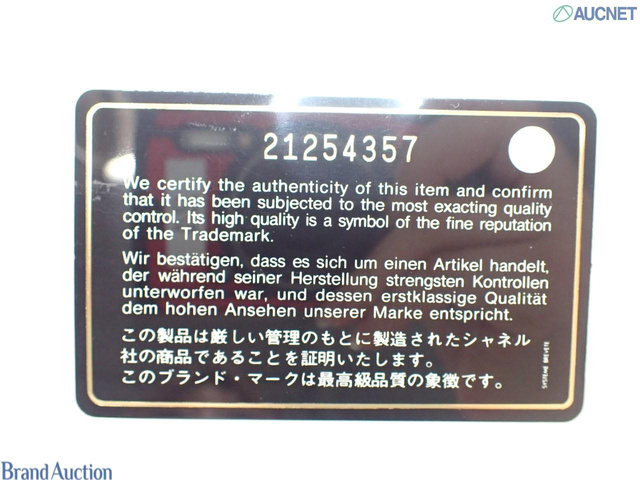 AUCNET
21254357
We certify the authenticity of this item and confirm
that it has been subjected to the most exacting quality
control. Its high quality is a symbol of the fine reputation
of the Trademark.
Wir bestätigen, dass es sich um einen Artikel handelt,
der während seiner Herstellung strengsten Kontrollen
unterworfen war, und dessen erstklassige Qualität
dem hohen Ansehen unserer Marke entspricht.
この製品は厳しい管理のもとに製造されたシャネル
社の商品であることを証明いたします。
このブランド・マークは最高級品質の象徴です。
SYSTEME BREVETE
Brand Auction